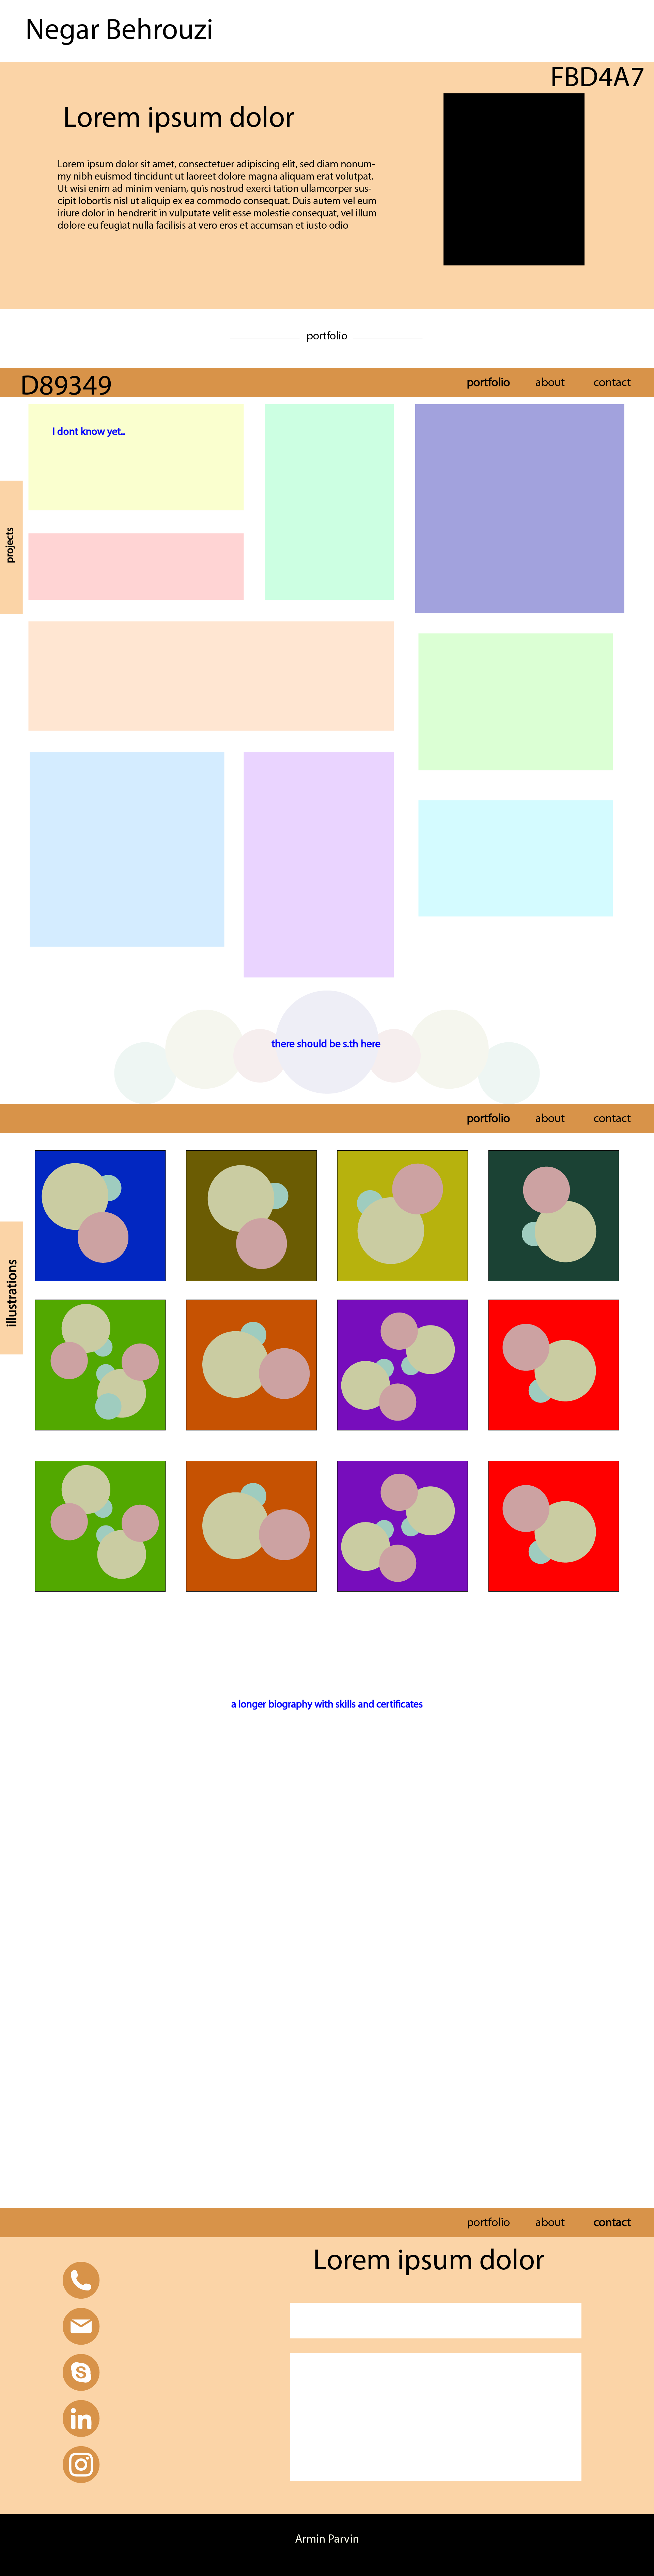 Negar Behrouzi
FBD4A7
Lorem ipsum dolor
Lorem ipsum dolor sit amet, consectetuer adipiscing elit, sed diam nonum-
my nibh euismod tincidunt ut laoreet dolore magna aliquam erat volutpat.
Ut wisi enim ad minim veniam, quis nostrud exerci tation ullamcorper sus-
cipit lobortis nisl ut aliquip ex ea commodo consequat. Duis autem vel eum
iriure dolor in hendrerit in vulputate velit esse molestie consequat, vel illum
dolore eu feugiat nulla facilisis at vero eros et accumsan et iusto odio
portfolio
D89349
portfolio about contact
I dont know yet..
projects
there should be s.th here
portfolio about contact
illustrations
a longer biography with skills and certificates
portfolio about contact
Lorem ipsum dolor
in
Armin Parvin